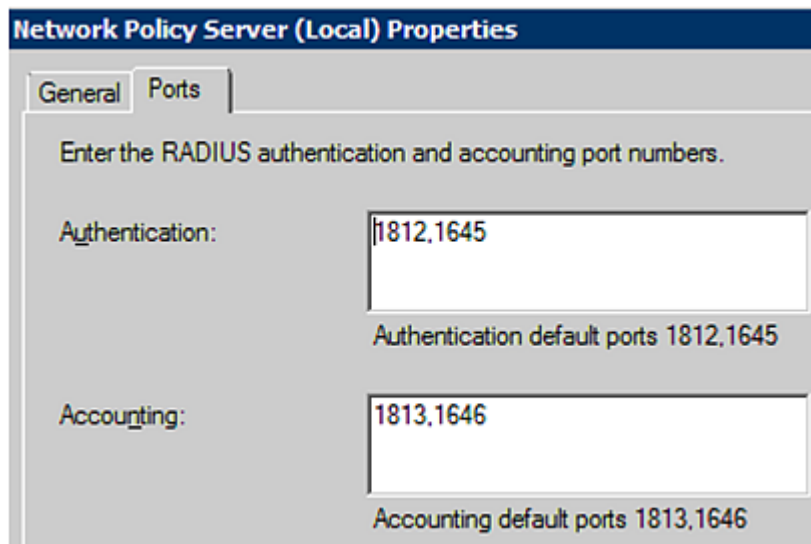 Network Policy Server (Local) Properties
General Ports
Enter the RADIUS authentication and accounting port numbers.
Authentication: 1812,1645
Authentication default ports 1812,1645
Accounting: 1813,1646
Accounting default ports 1813,1646